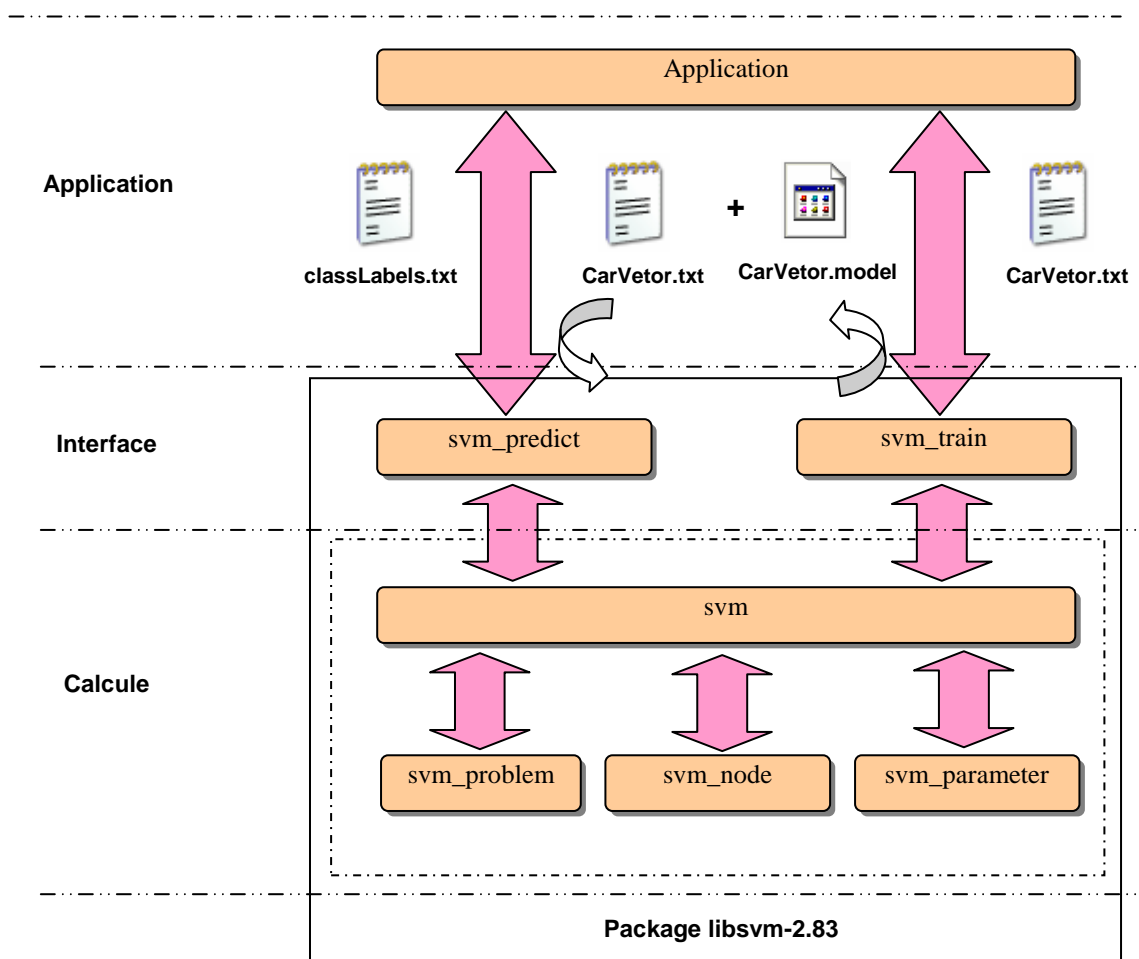 Application
Application
+
classLabels.txt
CarVetor.txt
CarVetor.model
CarVetor.txt
Interface
svm_predict
svm_train
svm
Calcule
svm_problem
svm_node
svm_parameter
Package libsvm-2.83